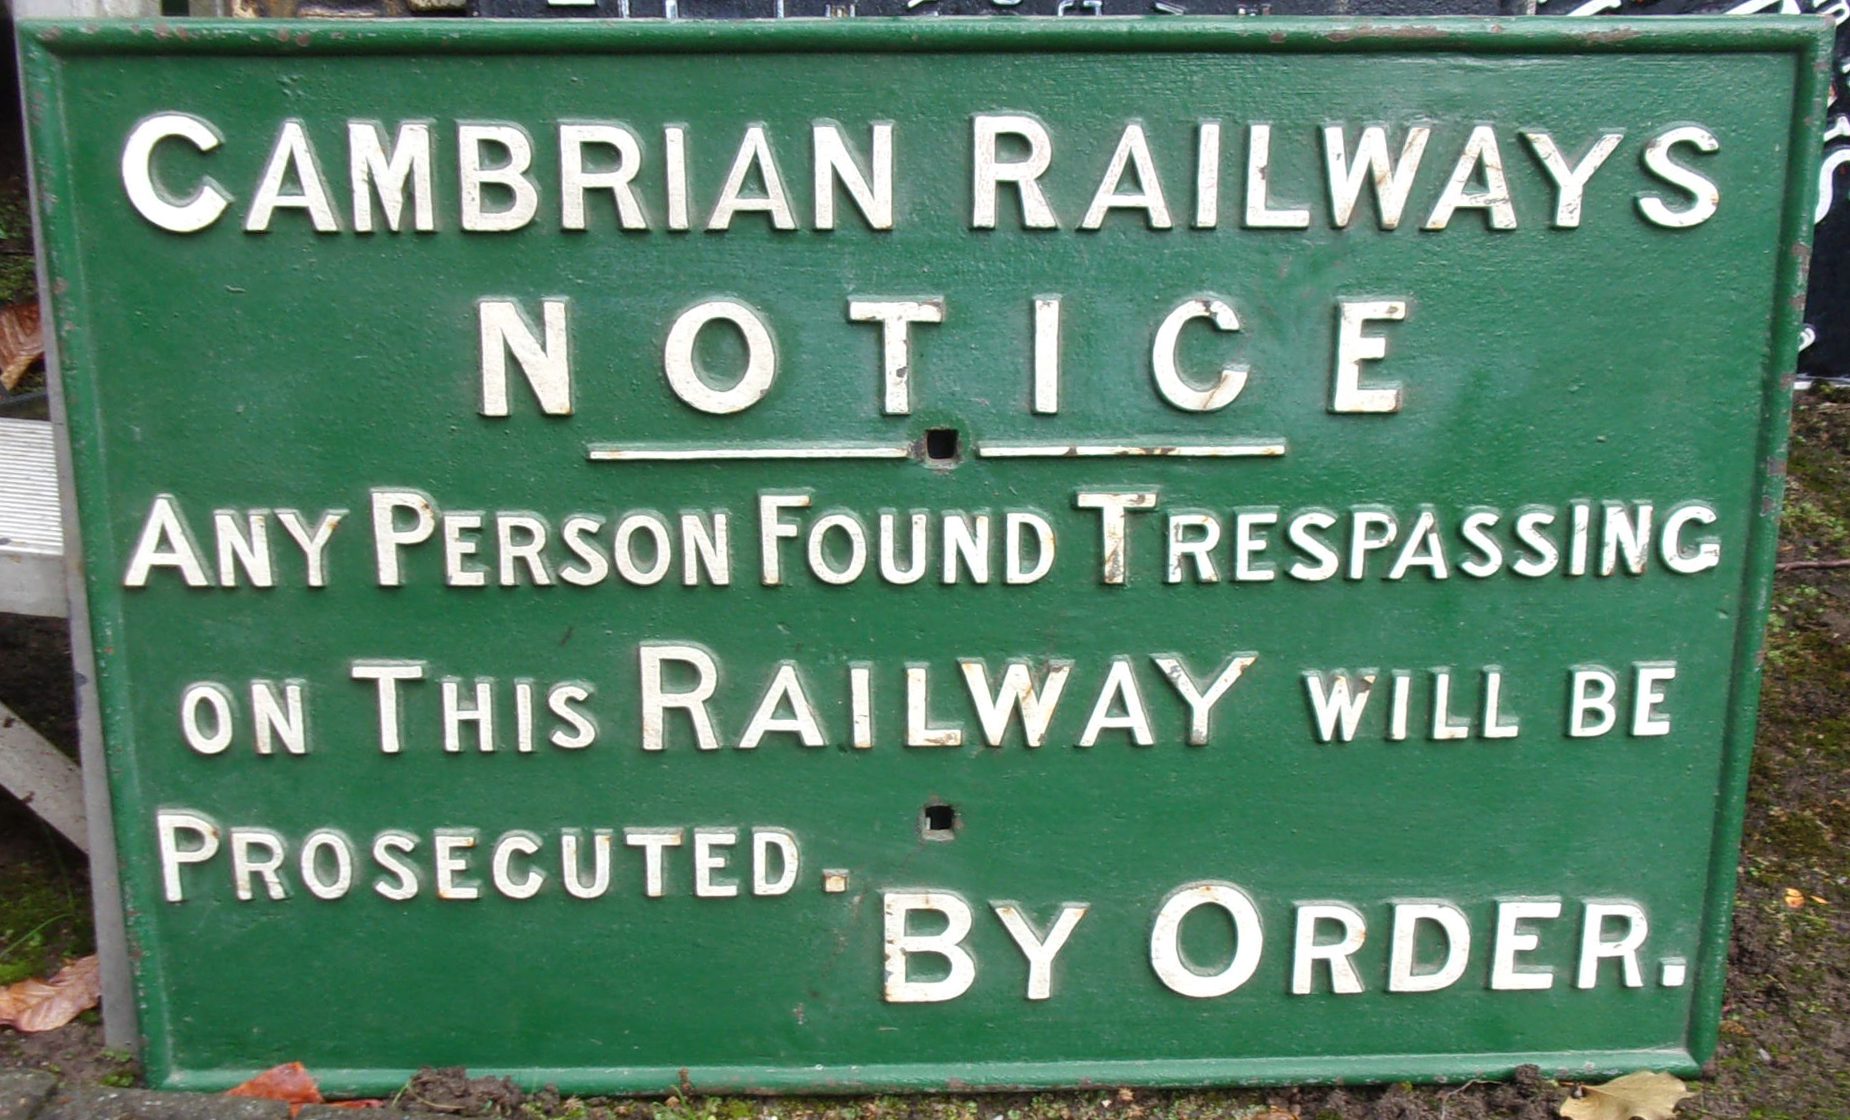 CAMBRIAN RAILWAYS
NOTICE
ANY PERSON FOUND TRESPASSING
ON THIS RAILWAY WILL BE
PROSECUTED.
BY ORDER.